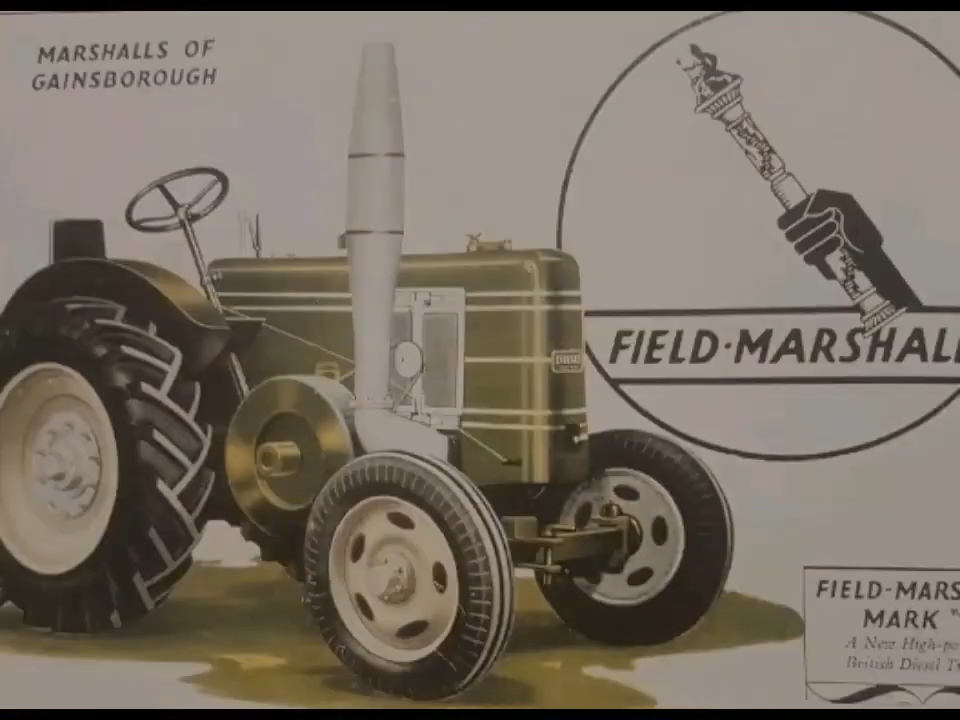 MARSHALLS OF
GAINSBOROUGH
FIELD-MARSHALL
FIELD-MARS
MARK
A New High-po
British Diesel T